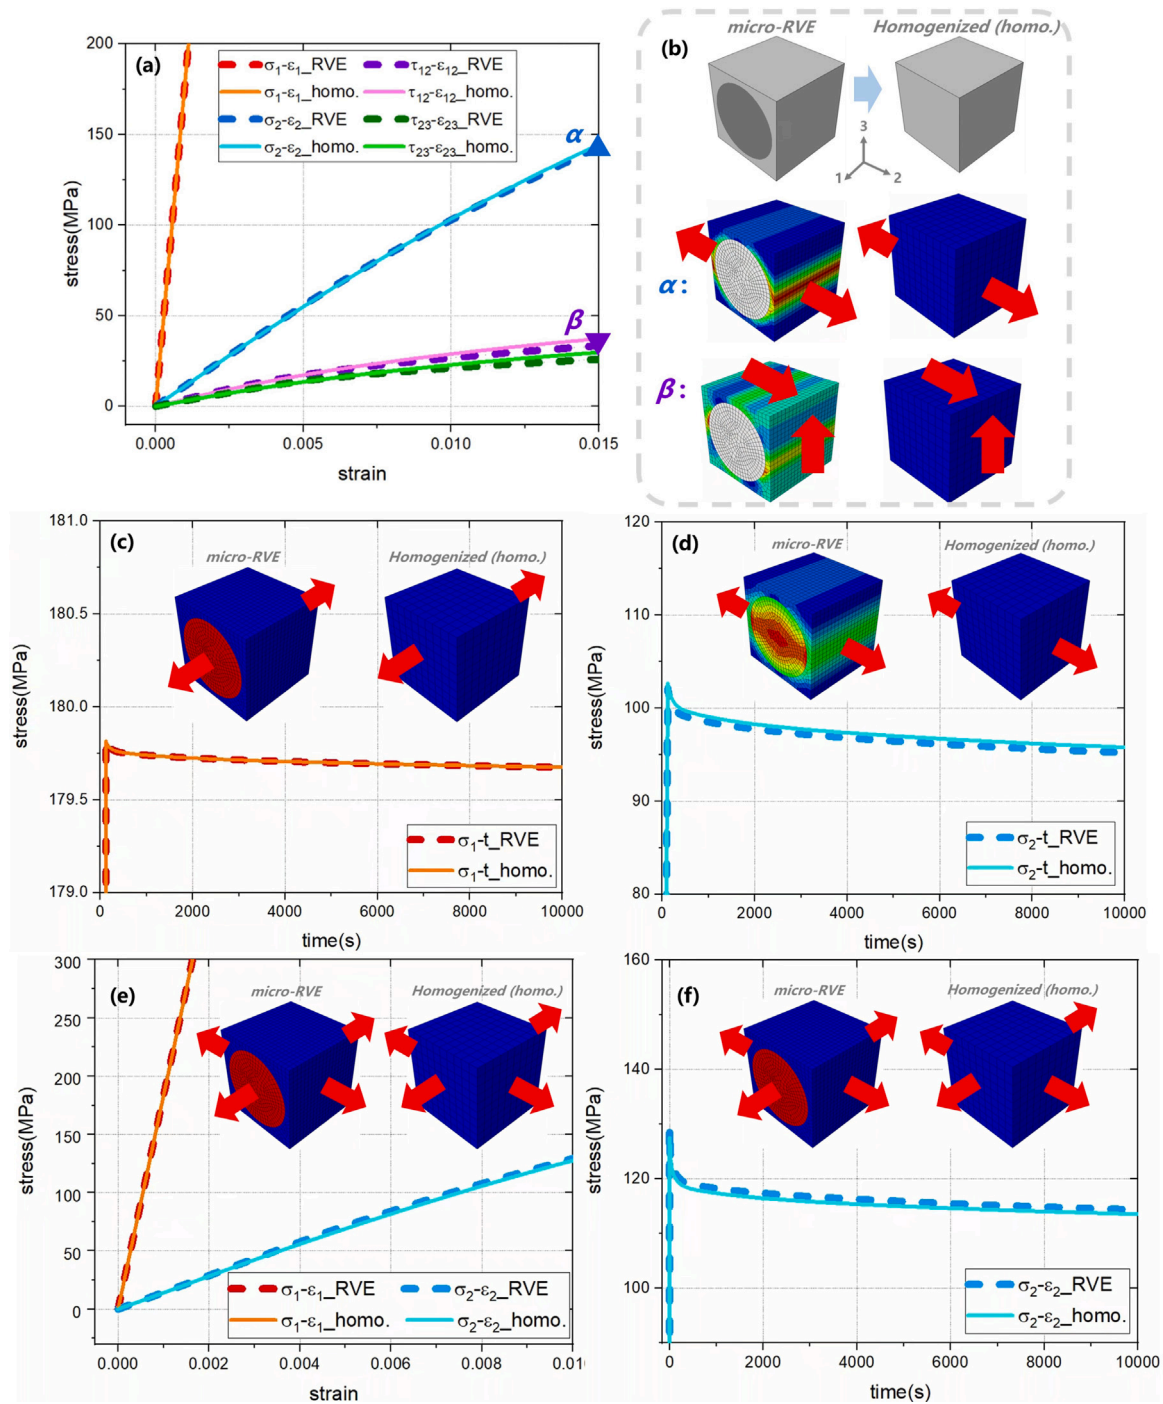 (a)
σ1-ε1_RVE
σ1-ε1_homo.
σ2-ε2_RVE
σ2-ε2_homo.
τ12-ε12_RVE
τ12-ε12_homo.
τ23-ε23_RVE
τ23-ε23_homo.
α
β
200
150
100
50
0
stress(MPa)
0.000 0.005 0.010 0.015
strain
(b)
micro-RVE Homogenized (homo.)
3
1 2
α:
β:
(c)
micro-RVE Homogenized (homo.)
181.0
180.5
180.0
179.5
179.0
stress(MPa)
σ1-t_RVE
σ1-t_homo.
0 2000 4000 6000 8000 10000
time(s)
(d)
micro-RVE Homogenized (homo.)
120
110
100
90
80
stress(MPa)
σ2-t_RVE
σ2-t_homo.
0 2000 4000 6000 8000 10000
time(s)
(e)
micro-RVE Homogenized (homo.)
300
250
200
150
100
50
0
stress(MPa)
σ1-ε1_RVE σ2-ε2_RVE
σ1-ε1_homo. σ2-ε2_homo.
0.000 0.002 0.004 0.006 0.008 0.010
strain
(f)
micro-RVE Homogenized (homo.)
160
140
120
100
stress(MPa)
σ2-ε2_RVE
σ2-ε2_homo.
0 2000 4000 6000 8000 10000
time(s)